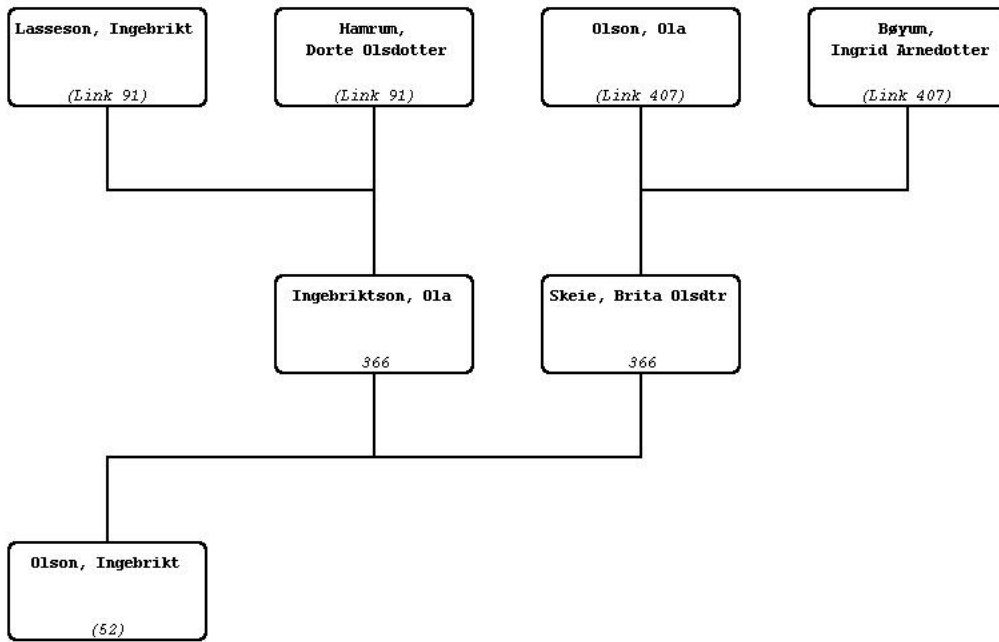 Lasseson, Ingebrikt
(Link 91)
Hamrum,
Dorte Olsdotter
(Link 91)
Olson, Ola
(Link 407)
Bøyum,
Ingrid Arnedotter
(Link 407)
Ingebriktson, Ola
366
Skeie, Brita Olsdtr
366
Olson, Ingebrikt
(52)